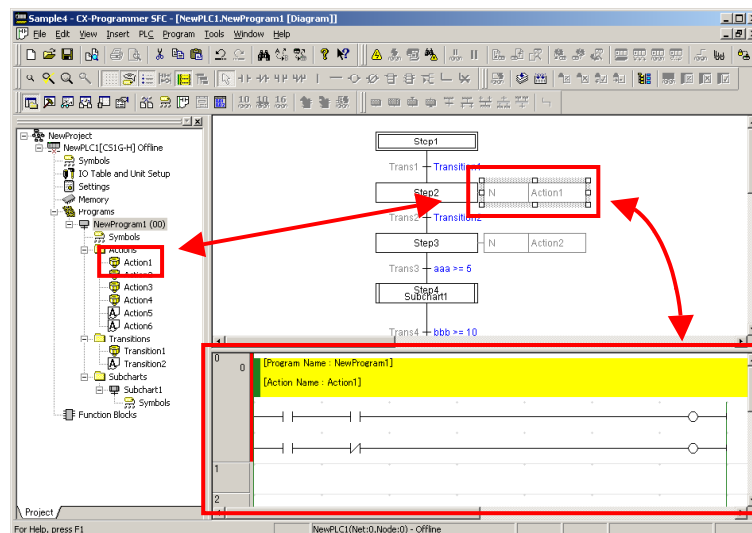 Sample4 - CX-Programmer SFC - [NewPLC1.NewProgram1 [Diagram]]
File Edit View Insert PLC Program Tools Window Help
10 10 16
NewProject
NewPLC1[CS1G-H] Offline
Symbols
IO Table and Unit Setup
Settings
Memory
Programs
NewProgram1 (00)
Symbols
Actions
Action1
Action2
Action3
Action4
Action5
Action6
Transitions
Transition1
Transition2
Subcharts
Subchart1
Symbols
Function Blocks
Project
Step1
Trans1 Transition1
Step2 N Action1
Trans2 Transition2
Step3 N Action2
Trans3 aaa >= 5
Step4
Subchart1
Trans4 bbb >= 10
0 0
[Program Name : NewProgram1]
[Action Name : Action1]
1
2
For Help, press F1 NewPLC1(Net:0,Node:0) - Offline